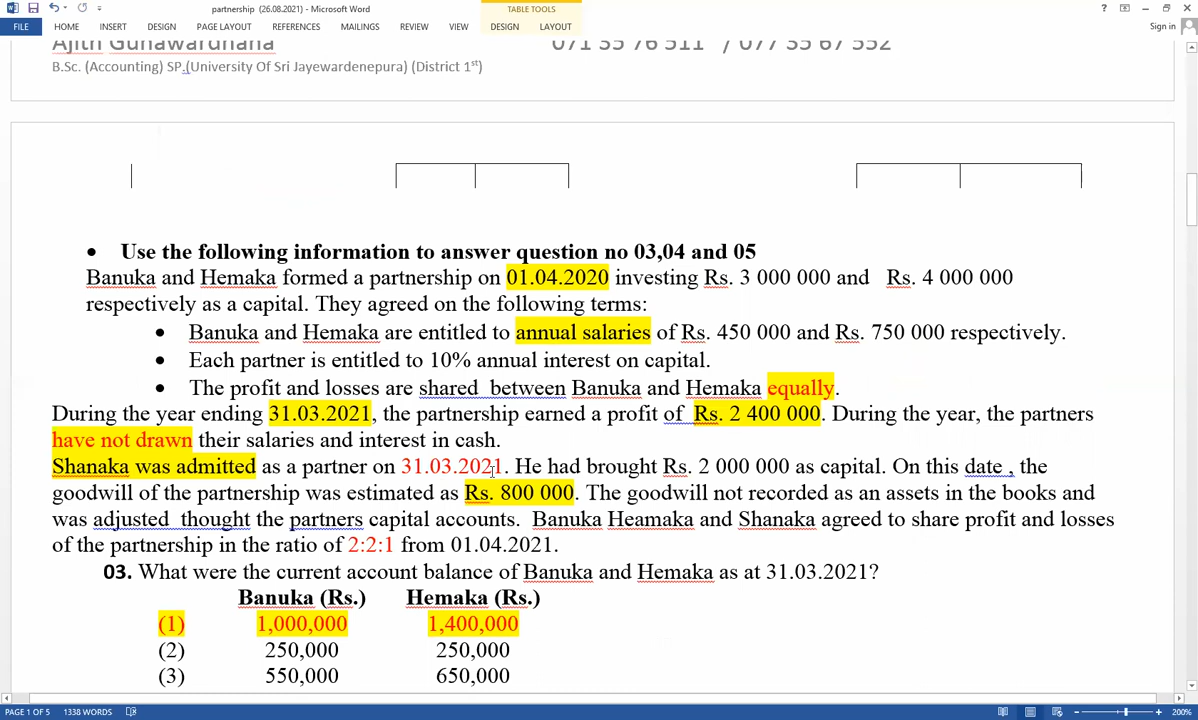 partnership (26.08.2021) - Microsoft Word
TABLE TOOLS
FILE HOME INSERT DESIGN PAGE LAYOUT REFERENCES MAILINGS REVIEW VIEW DESIGN LAYOUT
Sign in
Ajith Gunawardhana 071 35 76 511 / 077 35 67 552
B.Sc. (Accounting) SP.(University Of Sri Jayewardenepura) (District 1st)
• Use the following information to answer question no 03,04 and 05
Banuka and Hemaka formed a partnership on 01.04.2020 investing Rs. 3 000 000 and Rs. 4 000 000
respectively as a capital. They agreed on the following terms:
• Banuka and Hemaka are entitled to annual salaries of Rs. 450 000 and Rs. 750 000 respectively.
• Each partner is entitled to 10% annual interest on capital.
• The profit and losses are shared between Banuka and Hemaka equally.
During the year ending 31.03.2021, the partnership earned a profit of Rs. 2 400 000. During the year, the partners
have not drawn their salaries and interest in cash.
Shanaka was admitted as a partner on 31.03.2021. He had brought Rs. 2 000 000 as capital. On this date , the
goodwill of the partnership was estimated as Rs. 800 000. The goodwill not recorded as an assets in the books and
was adjusted thought the partners capital accounts. Banuka Heamaka and Shanaka agreed to share profit and losses
of the partnership in the ratio of 2:2:1 from 01.04.2021.
03. What were the current account balance of Banuka and Hemaka as at 31.03.2021?
Banuka (Rs.) Hemaka (Rs.)
(1) 1,000,000 1,400,000
(2) 250,000 250,000
(3) 550,000 650,000
PAGE 1 OF 5 1338 WORDS 200%